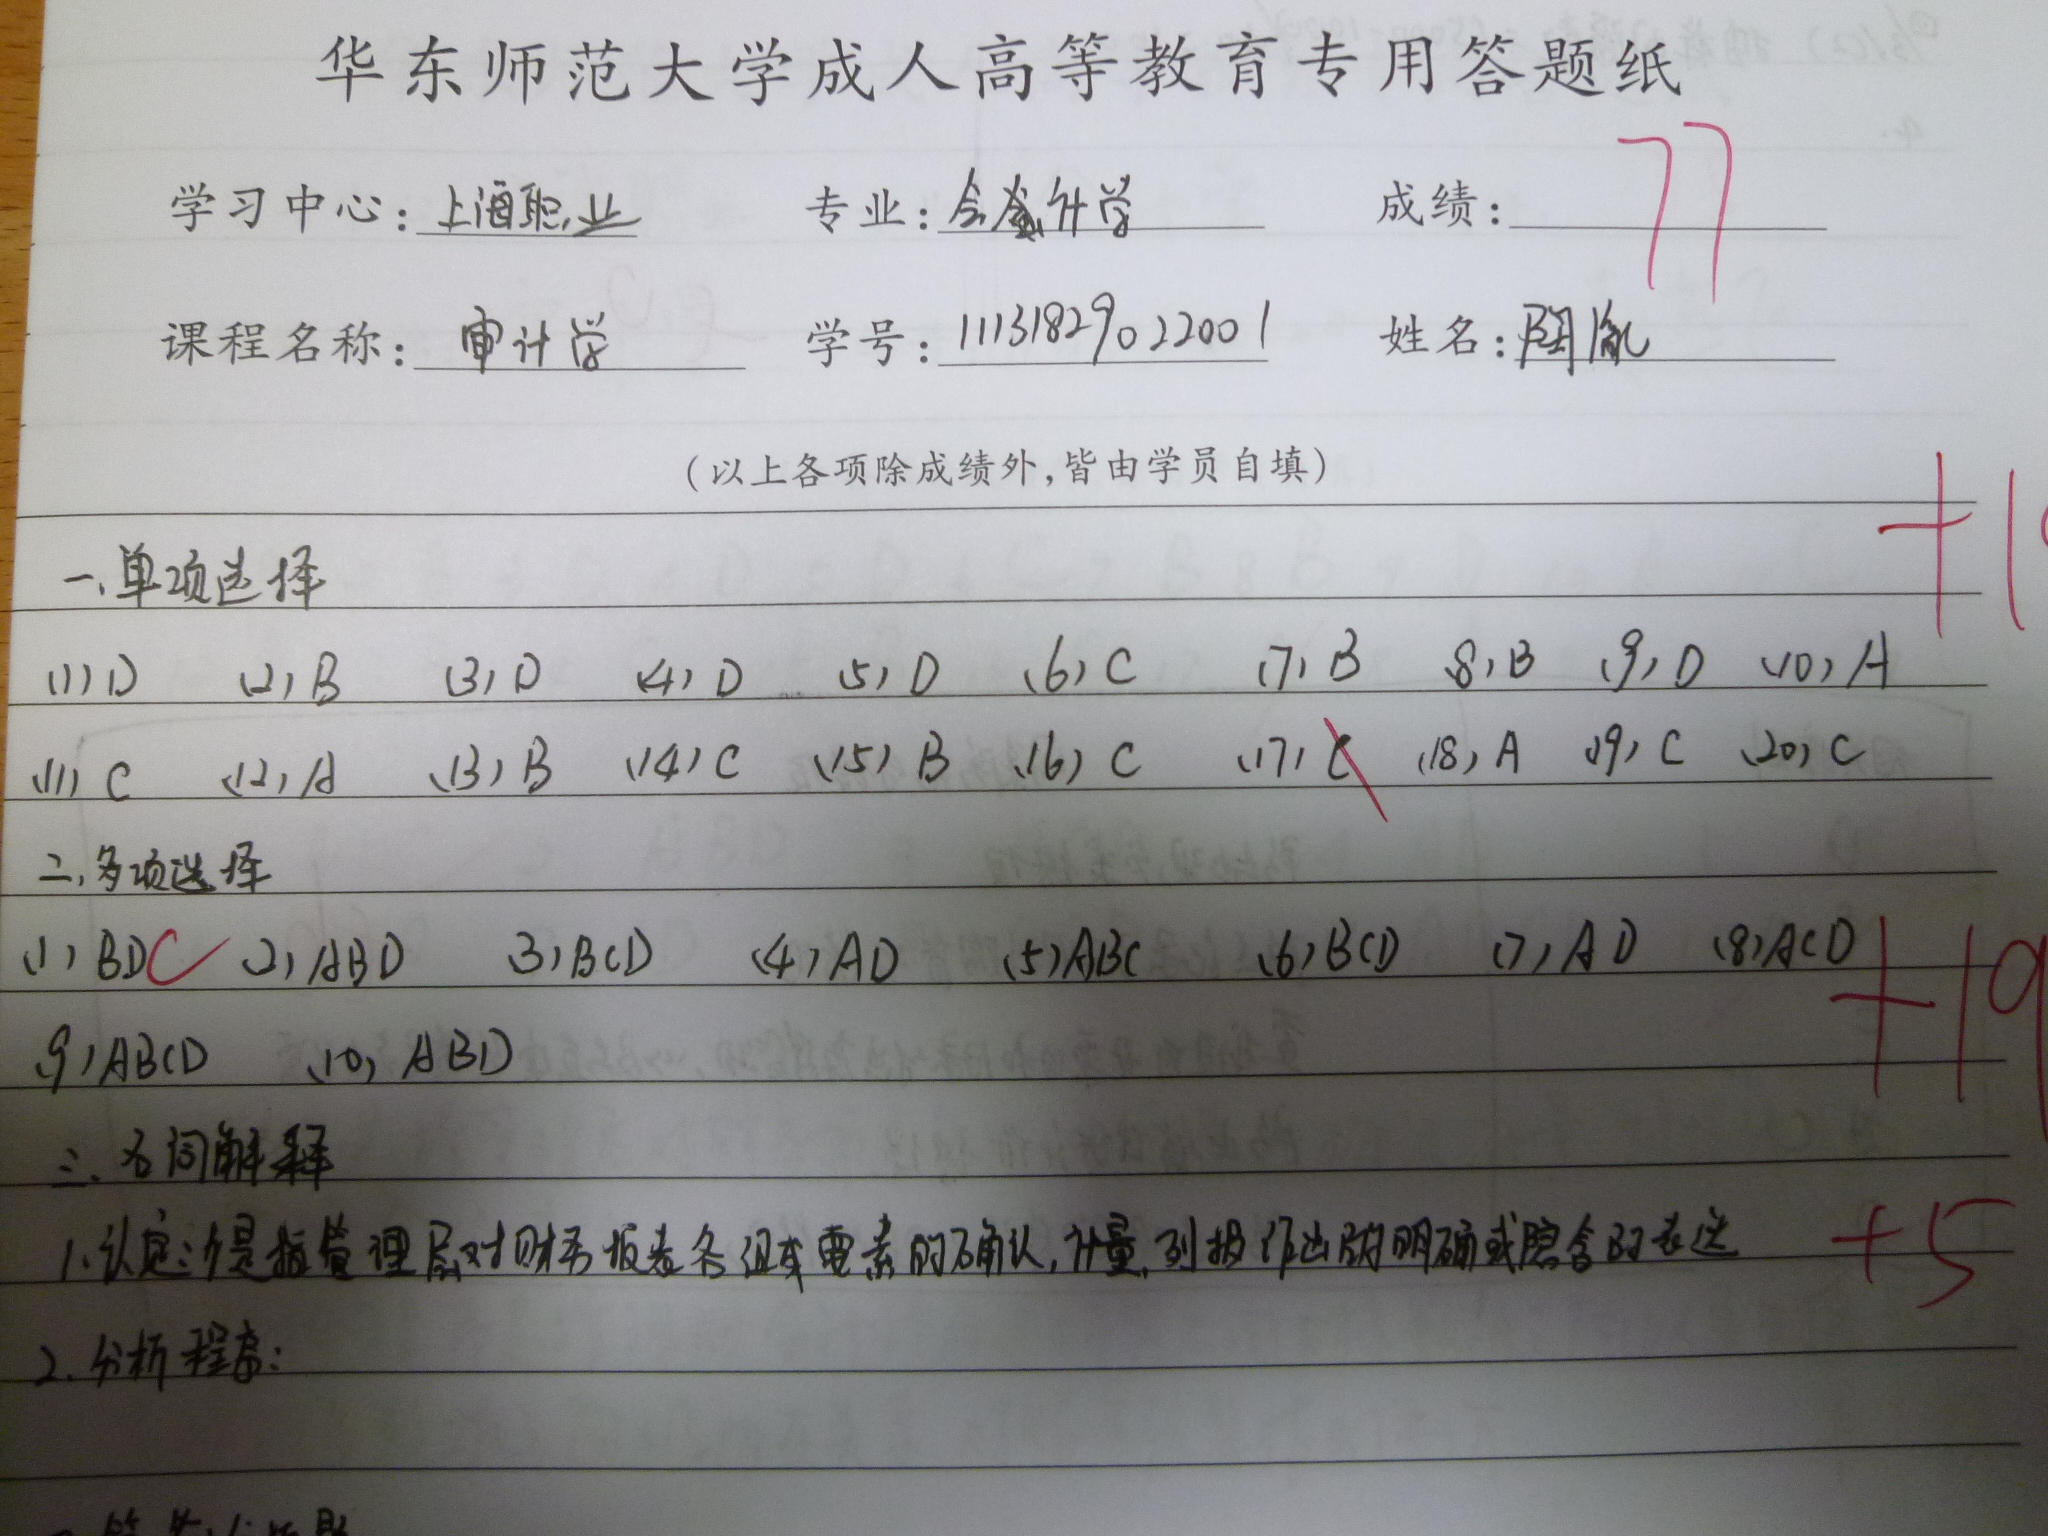 华东师范大学成人高等教育专用答题纸
学习中心：上海职业 专业：会计学 成绩：77
课程名称：审计学 学号：11131829022001 姓名：
（以上各项除成绩外，皆由学员自填）
一、单项选择
(1) D (2) B (3) D (4) D (5) D (6) C (7) B (8) B (9) D (10) A
(11) C (12) A (13) B (14) C (15) B (16) C (17) C (18) A (19) C (20) C
二、多项选择
(1) BDC (2) ABD (3) BCD (4) AD (5) ABC (6) BCD (7) AD (8) ACD +19
(9) ABCD (10) ABD
三、名词解释
1.认定：是指管理层对财务报表各组成要素的确认,计量,列报作出的明确或隐含的表达 +5
2.分析程序：